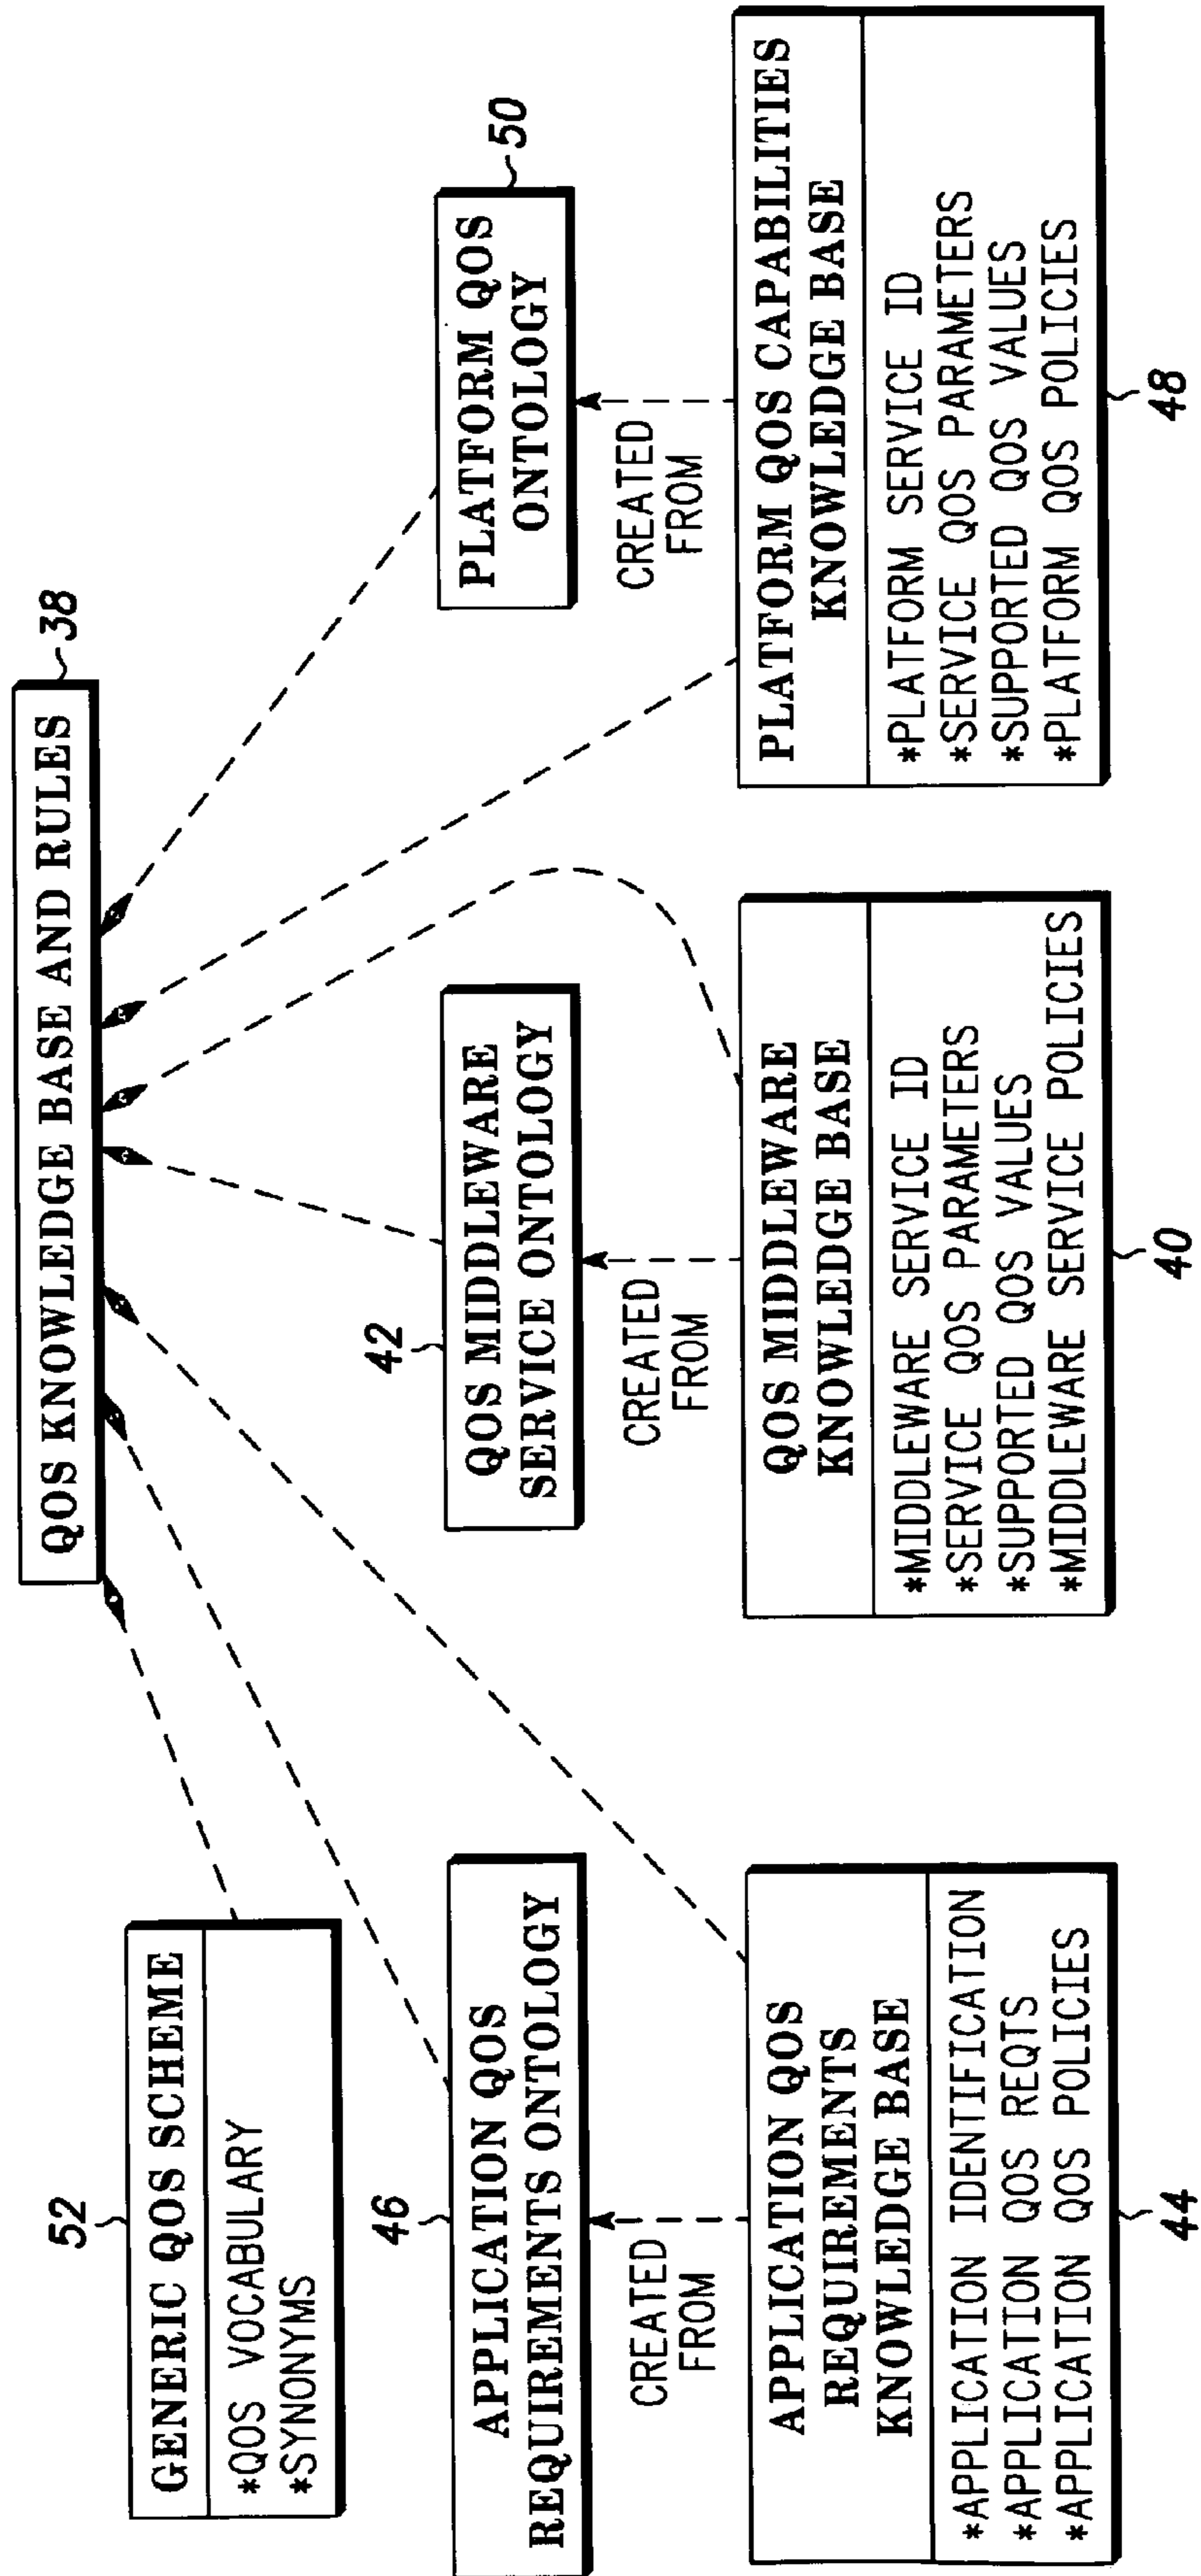 QOS KNOWLEDGE BASE AND RULES
38
52
GENERIC QOS SCHEME
*QOS VOCABULARY
*SYNONYMS
46
APPLICATION QOS
REQUIREMENTS ONTOLOGY
CREATED
FROM
APPLICATION QOS
REQUIREMENTS
KNOWLEDGE BASE
*APPLICATION IDENTIFICATION
*APPLICATION QOS REQTS
*APPLICATION QOS POLICIES
44
42
QOS MIDDLEWARE
SERVICE ONTOLOGY
CREATED
FROM
QOS MIDDLEWARE
KNOWLEDGE BASE
*MIDDLEWARE SERVICE ID
*SERVICE QOS PARAMETERS
*SUPPORTED QOS VALUES
*MIDDLEWARE SERVICE POLICIES
40
50
PLATFORM QOS
ONTOLOGY
CREATED
FROM
PLATFORM QOS CAPABILITIES
KNOWLEDGE BASE
*PLATFORM SERVICE ID
*SERVICE QOS PARAMETERS
*SUPPORTED QOS VALUES
*PLATFORM QOS POLICIES
48